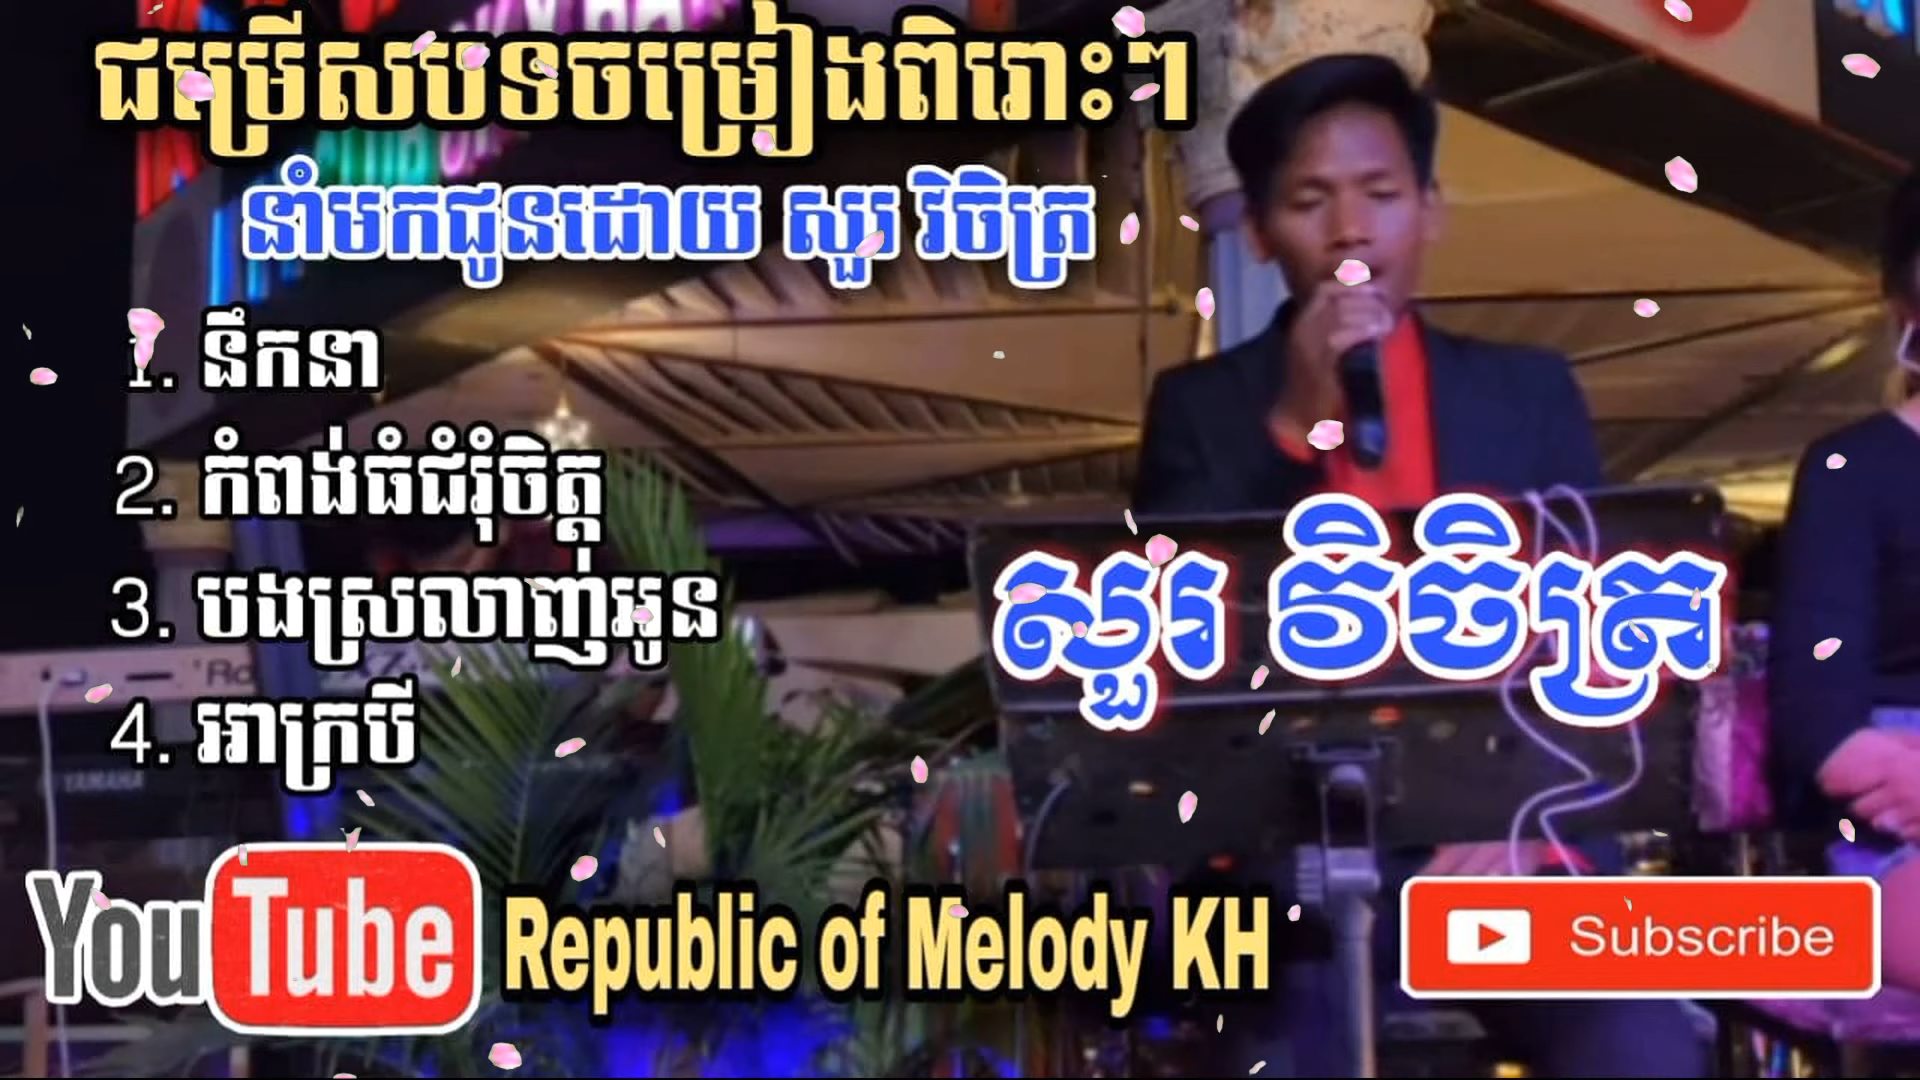 ជម្រើសបទចម្រៀងពិរោះៗ
នាំមកជូនដោយ សួរ វិចិត្រ
1. នឹកនា
2. កំពង់ធំជំរុំចិត្ត
3. បងស្រលាញ់អូន
4. អាក្របី
សួរ វិចិត្រ
YAMAHA
YouTube Republic of Melody KH
Subscribe